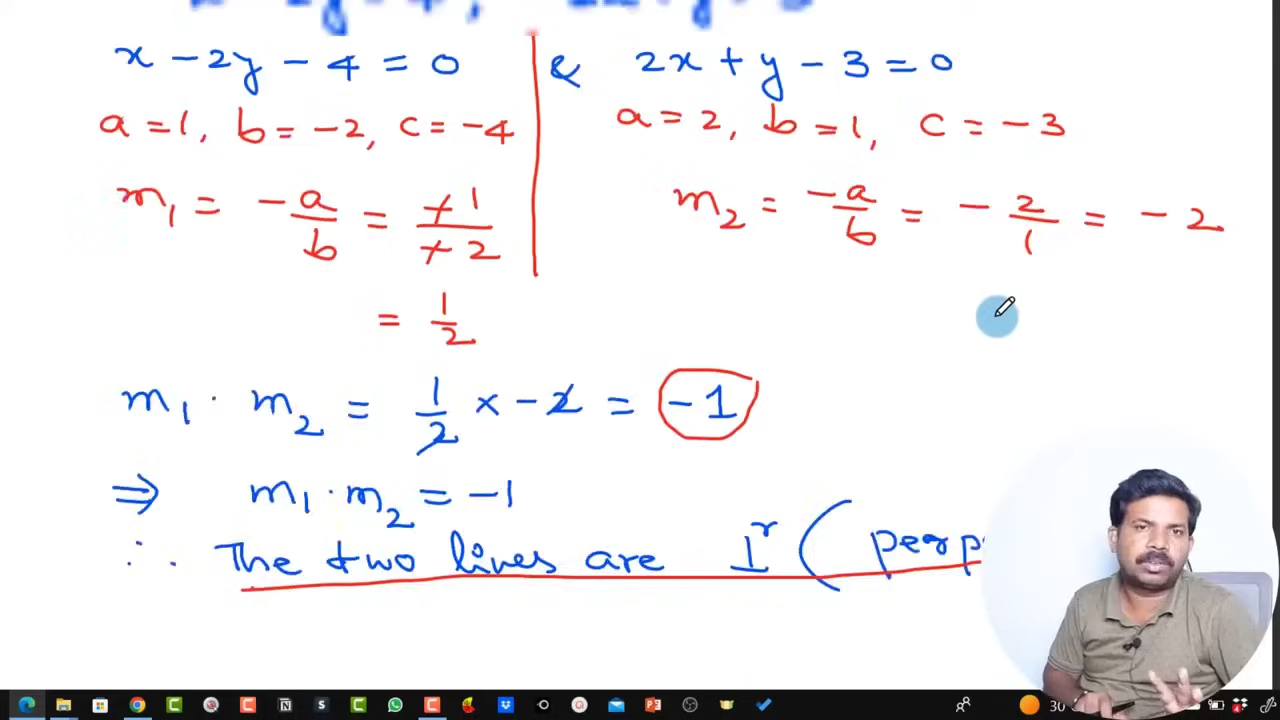 x - 2y - 4 = 0 & 2x + y - 3 = 0
a = 1, b = -2, c = -4
a = 2, b = 1, c = -3
m₁ = -a/b = -1/-2
= 1/2
m₂ = -a/b = -2/1 = -2
m₁ · m₂ = 1/2 × -2 = -1
⇒ m₁ · m₂ = -1
∴ The two lines are ⊥r (
30